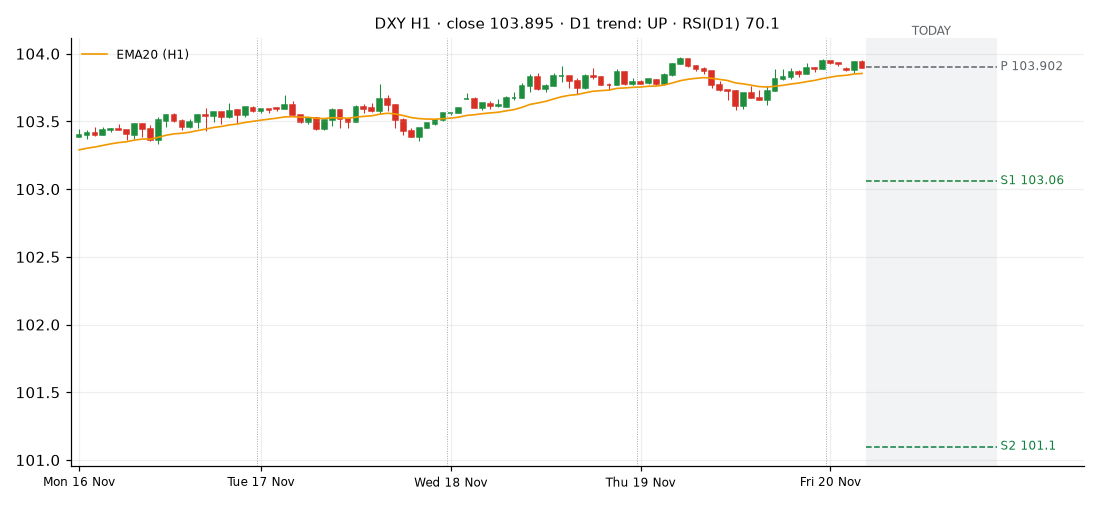 DXY H1 · close 103.895 · D1 trend: UP · RSI(D1) 70.1
TODAY
EMA20 (H1)
104.0
103.5
103.0
102.5
102.0
101.5
101.0
P 103.902
S1 103.06
S2 101.1
Mon 16 Nov
Tue 17 Nov
Wed 18 Nov
Thu 19 Nov
Fri 20 Nov